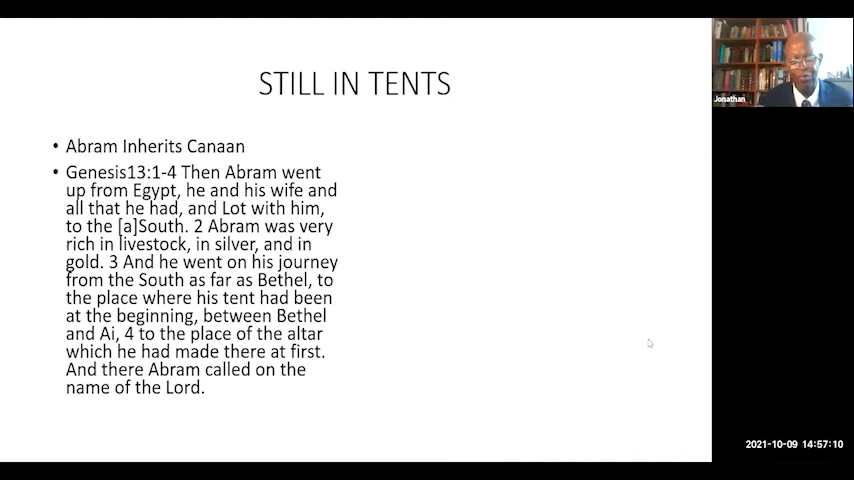 STILL IN TENTS
• Abram Inherits Canaan
• Genesis13:1-4 Then Abram went
up from Egypt, he and his wife and
all that he had, and Lot with him,
to the [a]South. 2 Abram was very
rich in livestock, in silver, and in
gold. 3 And he went on his journey
from the South as far as Bethel, to
the place where his tent had been
at the beginning, between Bethel
and Ai, 4 to the place of the altar
which he had made there at first.
And there Abram called on the
name of the Lord.
Jonathan
2021-10-09 14:57:10